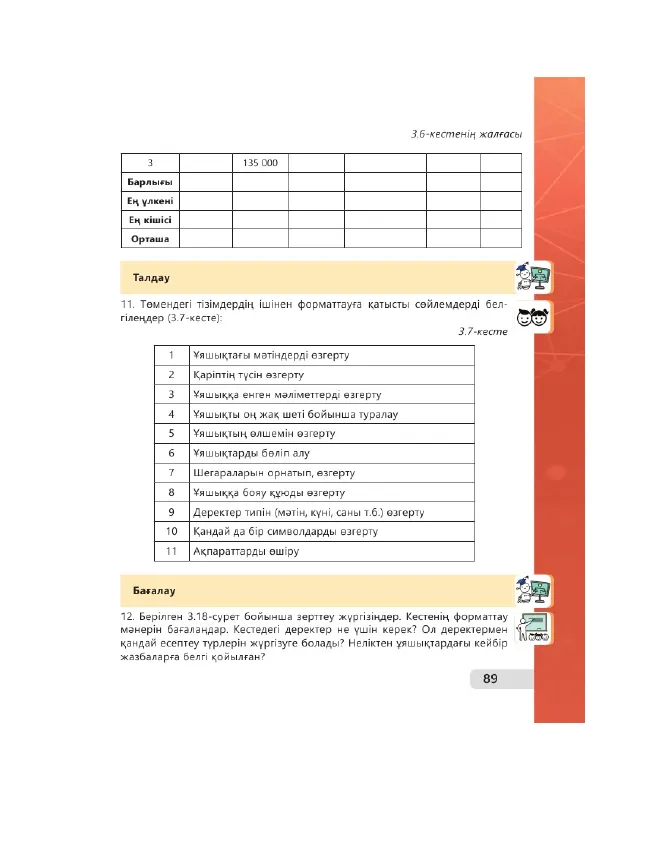 3.6-кестенің жалғасы
3 135 000
Барлығы
Ең үлкені
Ең кішісі
Орташа
Талдау
11. Төмендегі тізімдердің ішінен форматтауға қатысты сөйлемдерді бел-
гілеңдер (3.7-кесте):
3.7-кесте
1 Ұяшықтағы мәтіндерді өзгерту
2 Қаріптің түсін өзгерту
3 Ұяшыққа енген мәліметтерді өзгерту
4 Ұяшықты оң жақ шеті бойынша туралау
5 Ұяшықтың өлшемін өзгерту
6 Ұяшықтарды бөліп алу
7 Шегараларын орнатып, өзгерту
8 Ұяшыққа бояу құюды өзгерту
9 Деректер типін (мәтін, күні, саны т.б.) өзгерту
10 Қандай да бір символдарды өзгерту
11 Ақпараттарды өшіру
Бағалау
12. Берілген 3.18-сурет бойынша зерттеу жүргізіңдер. Кестенің форматтау
мәнерін бағалаңдар. Кестедегі деректер не үшін керек? Ол деректермен
қандай есептеу түрлерін жүргізуге болады? Неліктен ұяшықтардағы кейбір
жазбаларға белгі қойылған?
89